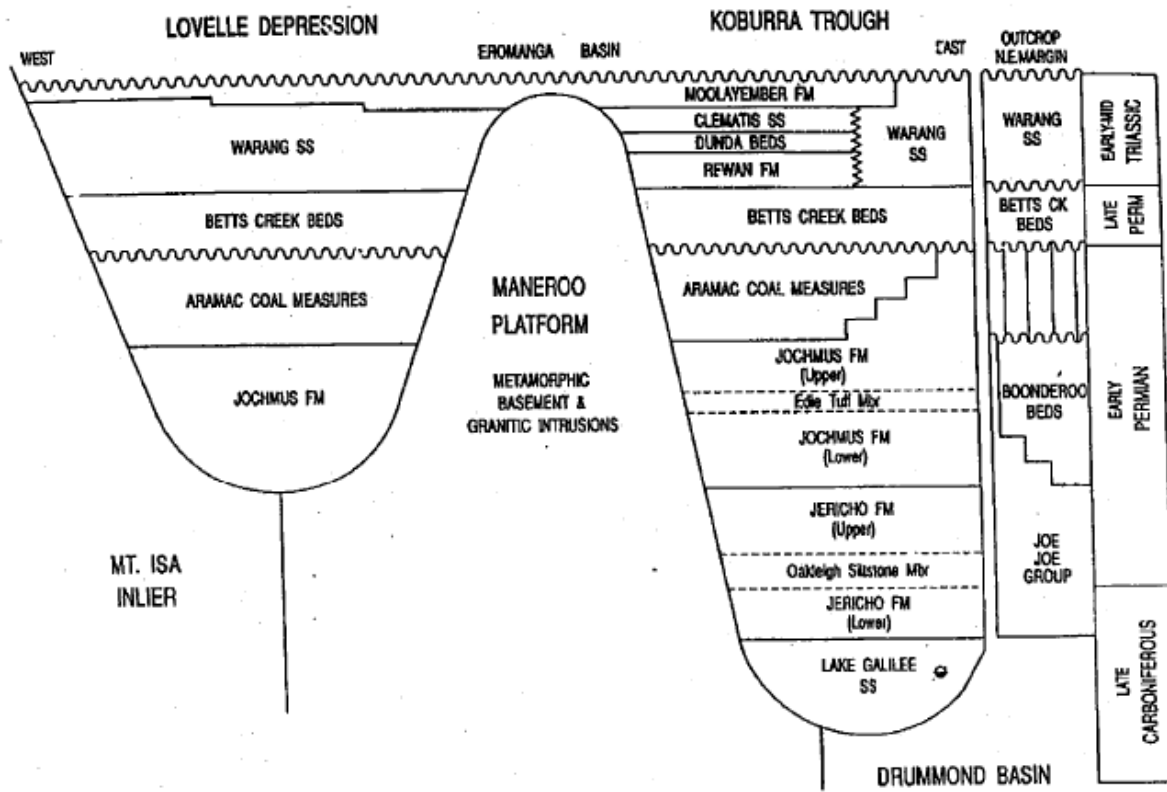 LOVELLE DEPRESSION
KOBURRA TROUGH
WEST
EROMANGA BASIN
EAST
OUTCROP
N.E.MARGIN
MOOLAYEMBER FM
CLEMATIS SS
DUNDA BEDS
REWAN FM
WARANG SS
WARANG
SS
WARANG
SS
EARLY-MID
TRIASSIC
BETTS CREEK BEDS
BETTS CREEK BEDS
BETTS CK
BEDS
LATE
PERM
ARAMAC COAL MEASURES
MANEROO
PLATFORM
ARAMAC COAL MEASURES
JOCHMUS FM
METAMORPHIC
BASEMENT &
GRANITIC INTRUSIONS
JOCHMUS FM
(Upper)
Edie Tuff Mbr
JOCHMUS FM
(Lower)
BOONDEROO
BEDS
EARLY
PERMIAN
MT. ISA
INLIER
JERICHO FM
(Upper)
Oakleigh Siltstone Mbr
JERICHO FM
(Lower)
JOE
JOE
GROUP
LAKE GALILEE
SS
LATE
CARBONIFEROUS
DRUMMOND BASIN